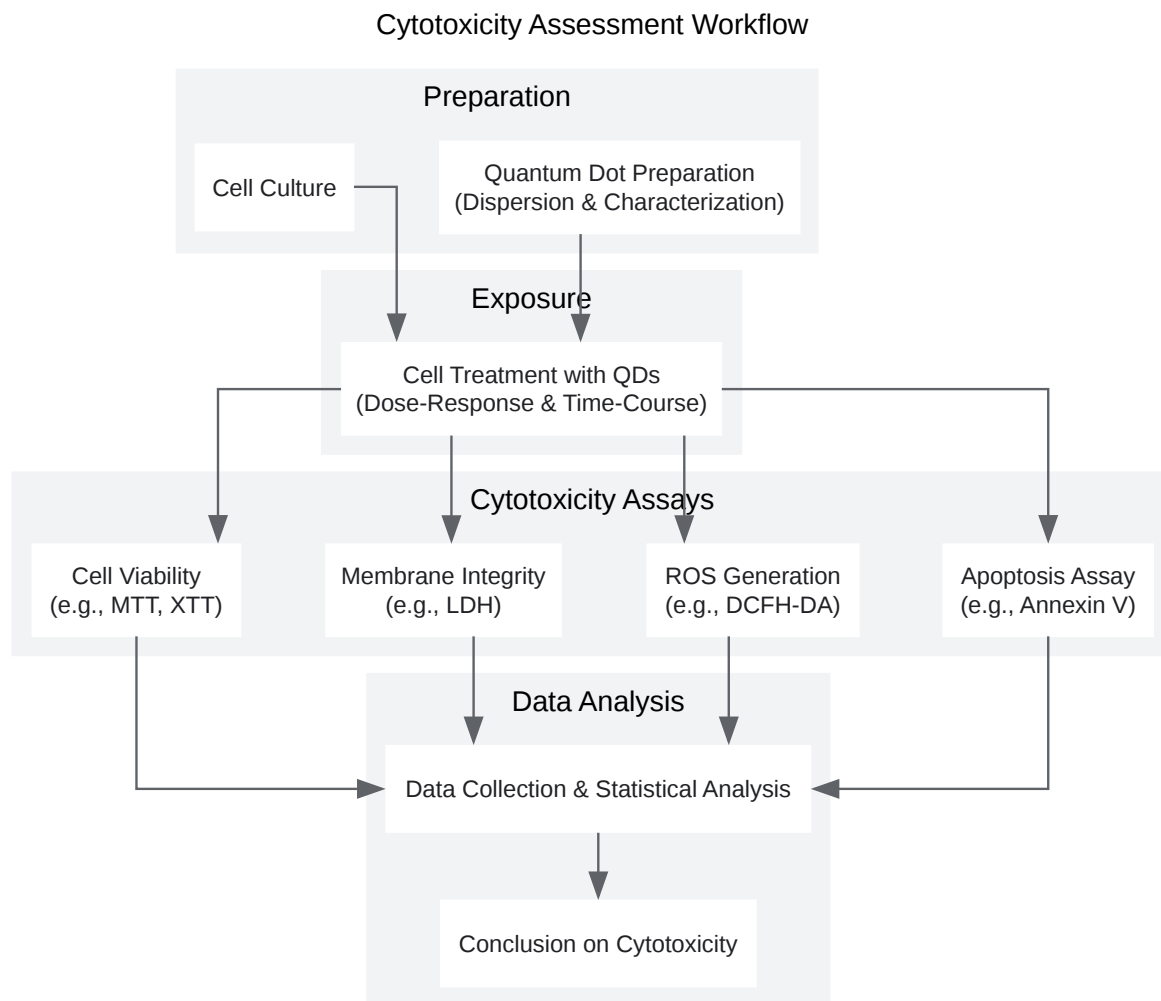 Cytotoxicity Assessment Workflow
Preparation
Cell Culture
Quantum Dot Preparation
(Dispersion & Characterization)
Exposure
Cell Treatment with QDs
(Dose-Response & Time-Course)
Cytotoxicity Assays
Cell Viability
(e.g., MTT, XTT)
Membrane Integrity
(e.g., LDH)
ROS Generation
(e.g., DCFH-DA)
Apoptosis Assay
(e.g., Annexin V)
Data Analysis
Data Collection & Statistical Analysis
Conclusion on Cytotoxicity